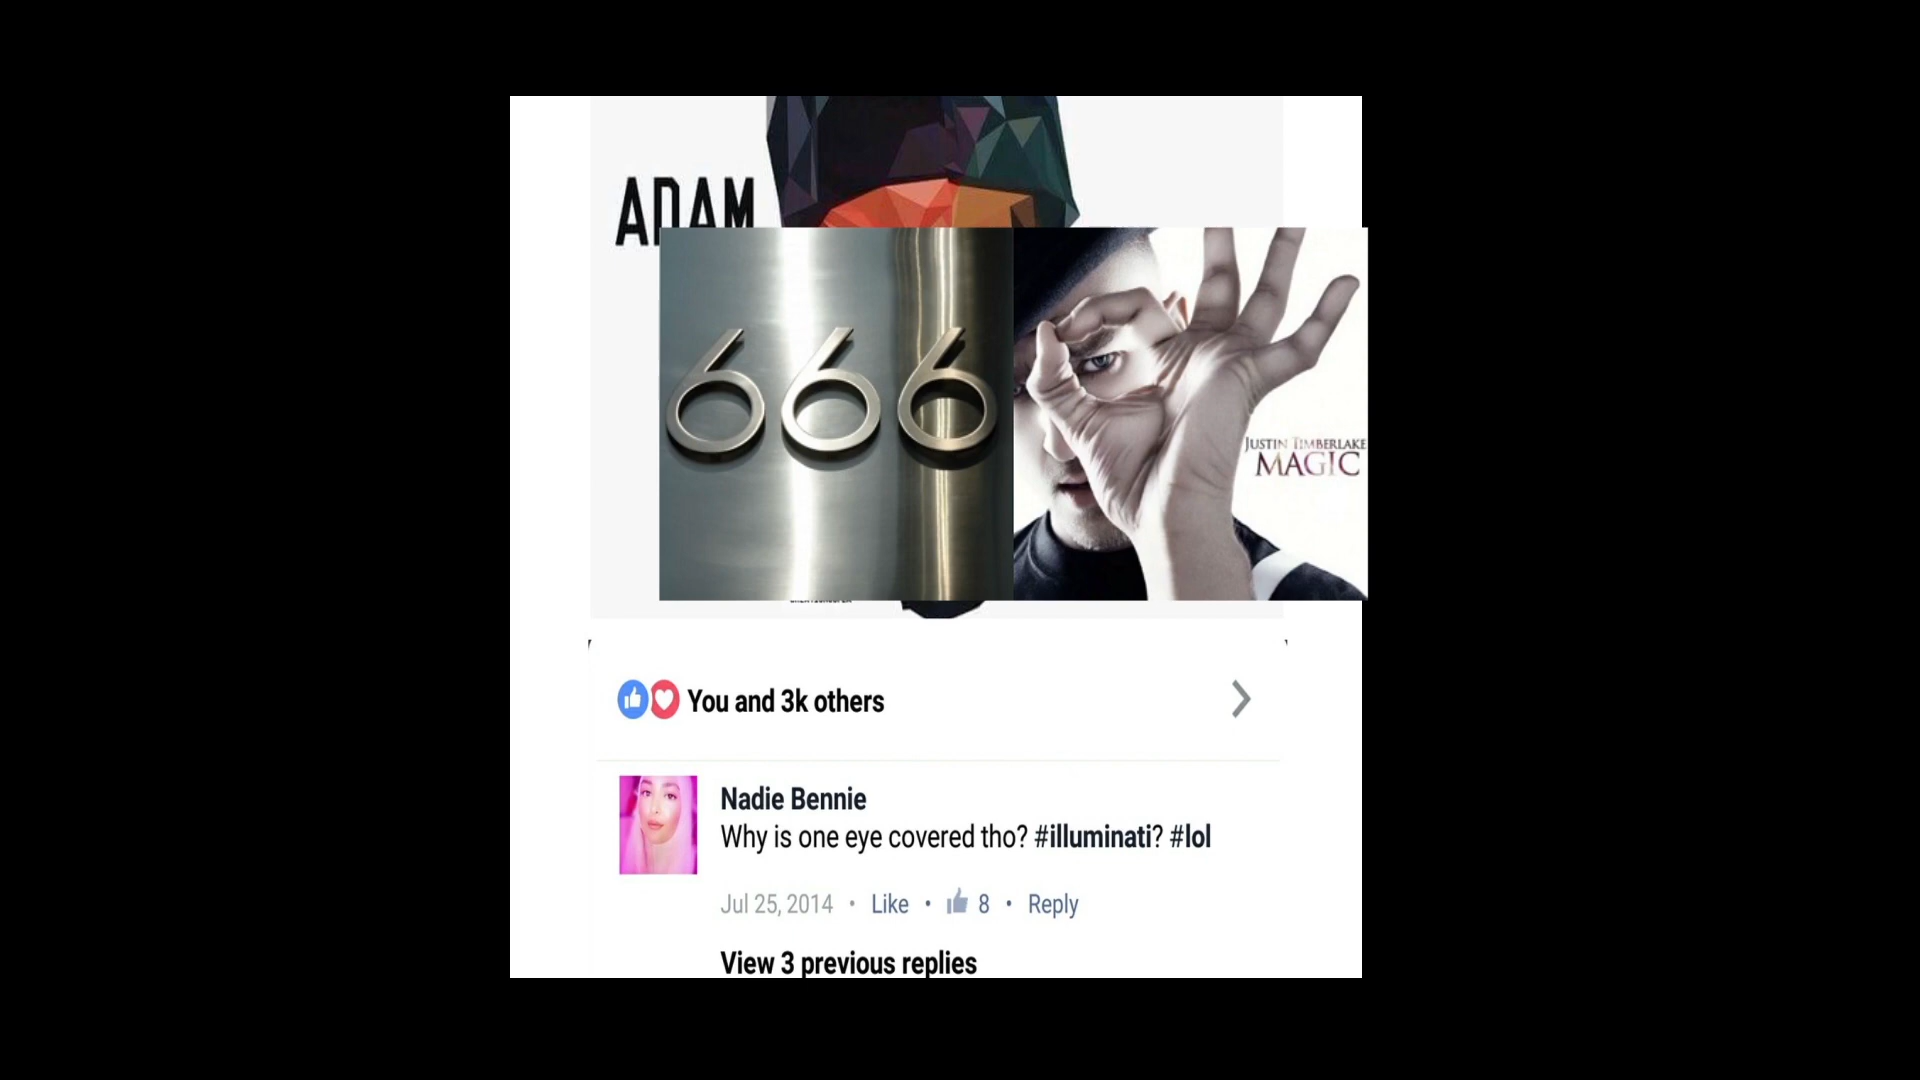 ADAM
666
JUSTIN TIMBERLAKE
MAGIC
You and 3k others
Nadie Bennie
Why is one eye covered tho? #illuminati? #lol
Jul 25, 2014 • Like • 8 • Reply
View 3 previous replies